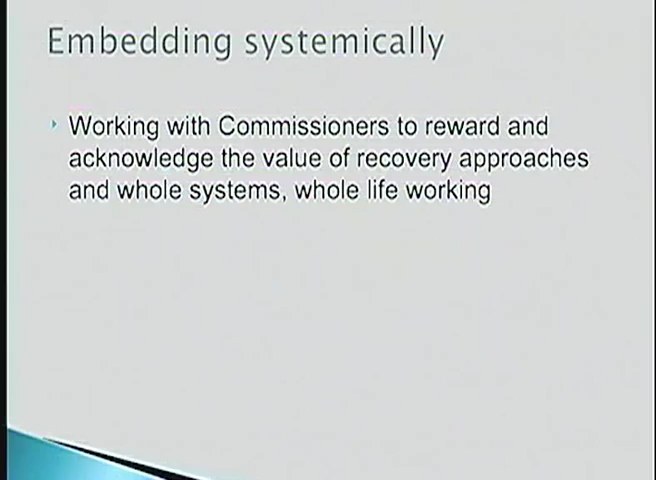 Embedding systemically
Working with Commissioners to reward and
acknowledge the value of recovery approaches
and whole systems, whole life working